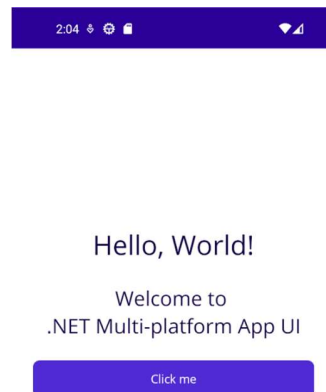 2:04
Hello, World!
Welcome to
.NET Multi-platform App UI
Click me